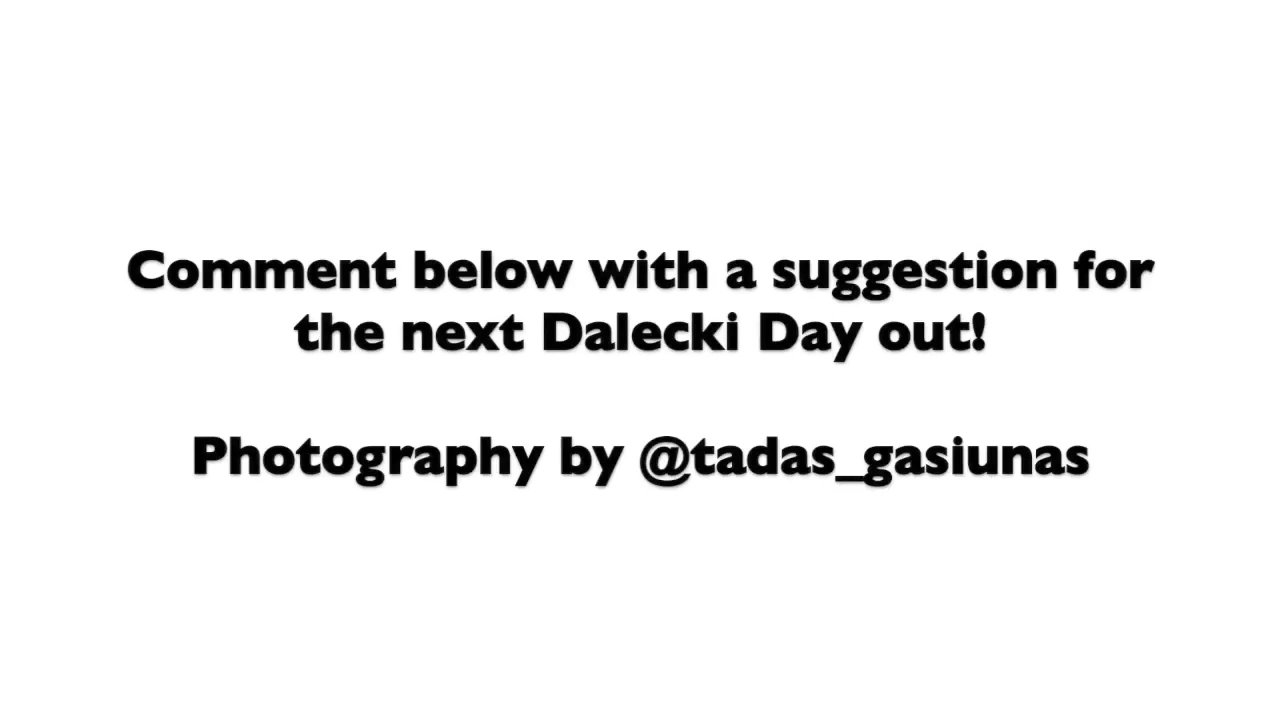 Comment below with a suggestion for
the next Dalecki Day out!
Photography by @tadas_gasiunas